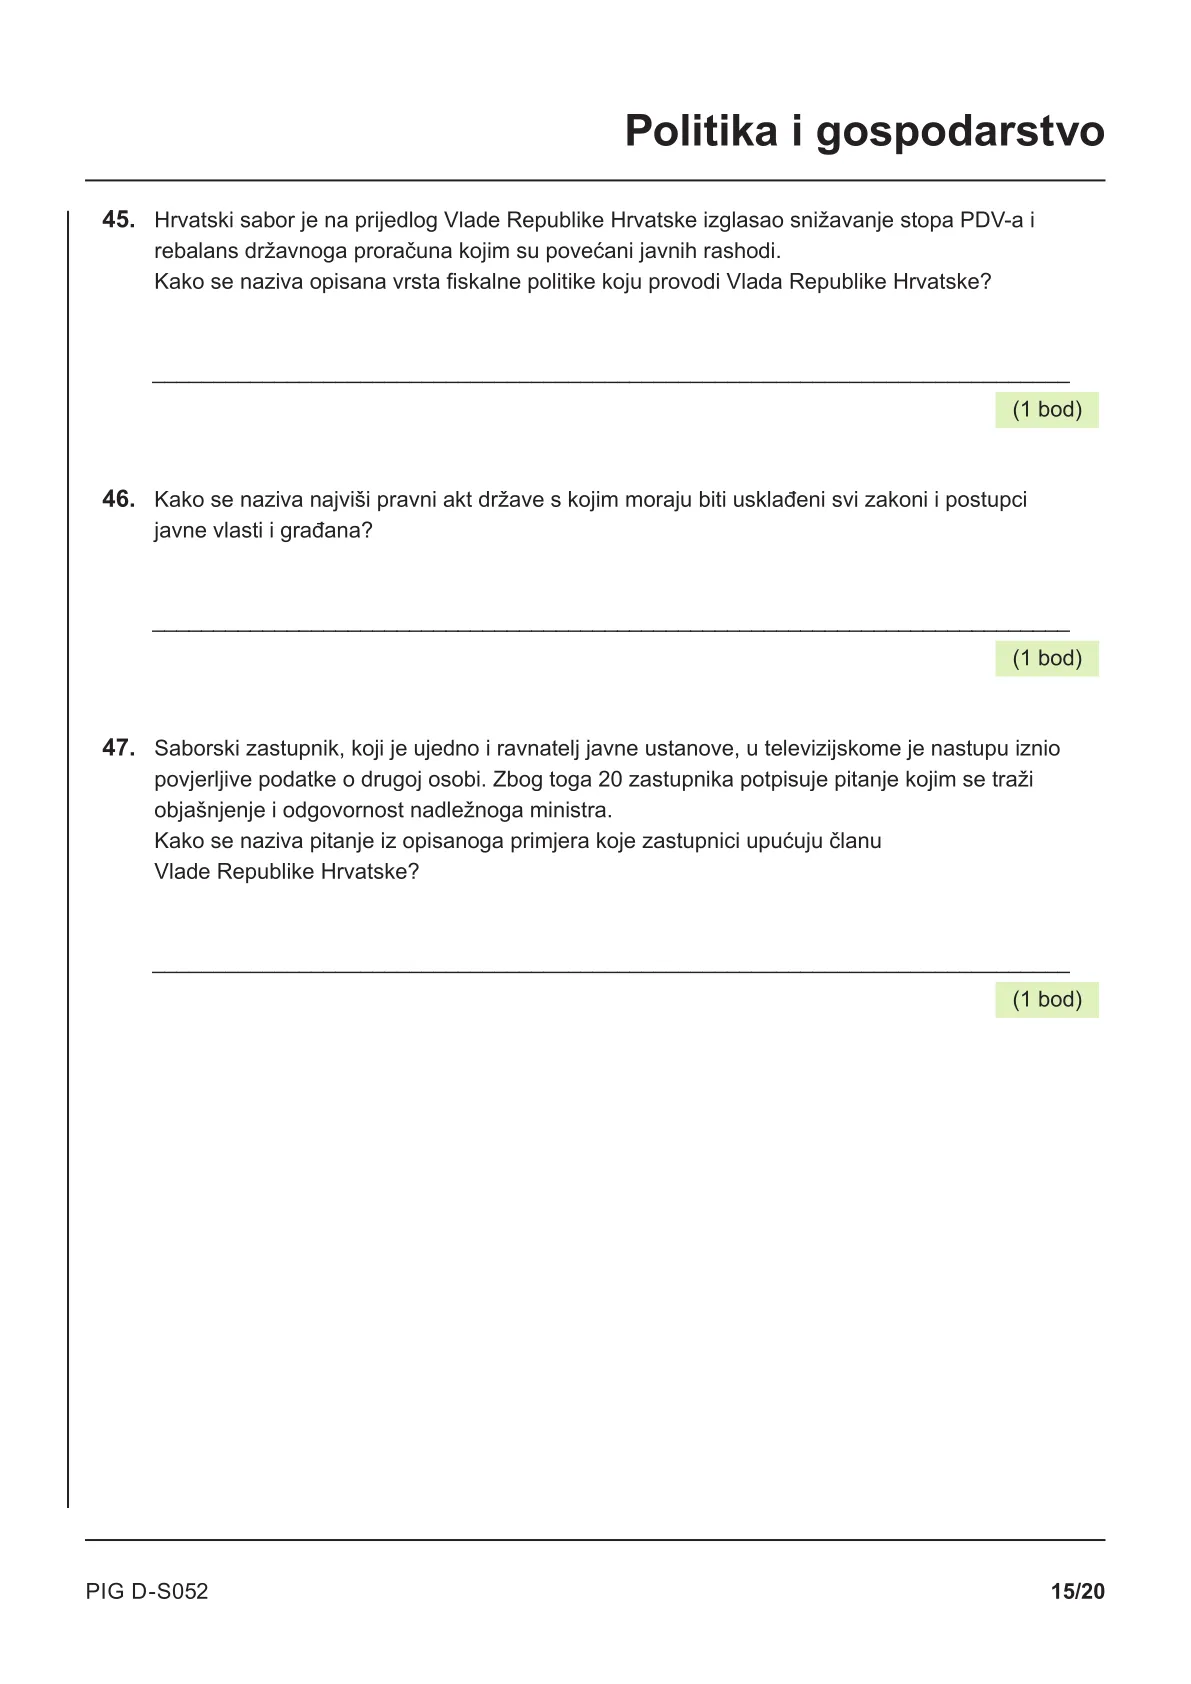 Politika i gospodarstvo
45. Hrvatski sabor je na prijedlog Vlade Republike Hrvatske izglasao snižavanje stopa PDV-a i
rebalans državnoga proračuna kojim su povećani javnih rashodi.
Kako se naziva opisana vrsta fiskalne politike koju provodi Vlada Republike Hrvatske?
(1 bod)
46. Kako se naziva najviši pravni akt države s kojim moraju biti usklađeni svi zakoni i postupci
javne vlasti i građana?
(1 bod)
47. Saborski zastupnik, koji je ujedno i ravnatelj javne ustanove, u televizijskome je nastupu iznio
povjerljive podatke o drugoj osobi. Zbog toga 20 zastupnika potpisuje pitanje kojim se traži
objašnjenje i odgovornost nadležnoga ministra.
Kako se naziva pitanje iz opisanoga primjera koje zastupnici upućuju članu
Vlade Republike Hrvatske?
(1 bod)
PIG D-S052
15/20